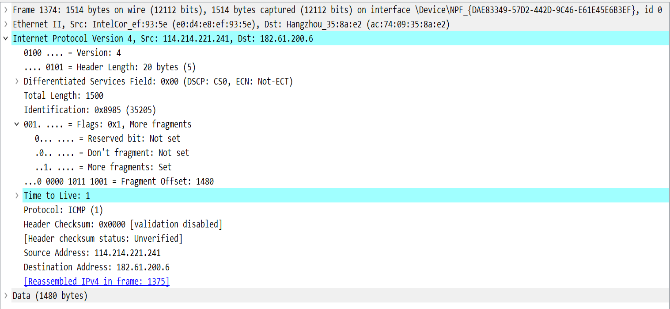 Frame 1374: 1514 bytes on wire (12112 bits), 1514 bytes captured (12112 bits) on interface \Device\NPF_{DAE83349-57D2-442D-9C46-E61E45E6B3EF}, id 0
Ethernet II, Src: IntelCor_ef:93:5e (e0:d4:e8:ef:93:5e), Dst: Hangzhou_35:8a:e2 (ac:74:09:35:8a:e2)
Internet Protocol Version 4, Src: 114.214.221.241, Dst: 182.61.200.6
0100 .... = Version: 4
.... 0101 = Header Length: 20 bytes (5)
Differentiated Services Field: 0x00 (DSCP: CS0, ECN: Not-ECT)
Total Length: 1500
Identification: 0x8985 (35205)
001. .... = Flags: 0x1, More fragments
0... .... = Reserved bit: Not set
.0.. .... = Don't fragment: Not set
..1. .... = More fragments: Set
...0 0000 1011 1001 = Fragment Offset: 1480
Time to Live: 1
Protocol: ICMP (1)
Header Checksum: 0x0000 [validation disabled]
[Header checksum status: Unverified]
Source Address: 114.214.221.241
Destination Address: 182.61.200.6
[Reassembled IPv4 in frame: 1375]
Data (1480 bytes)